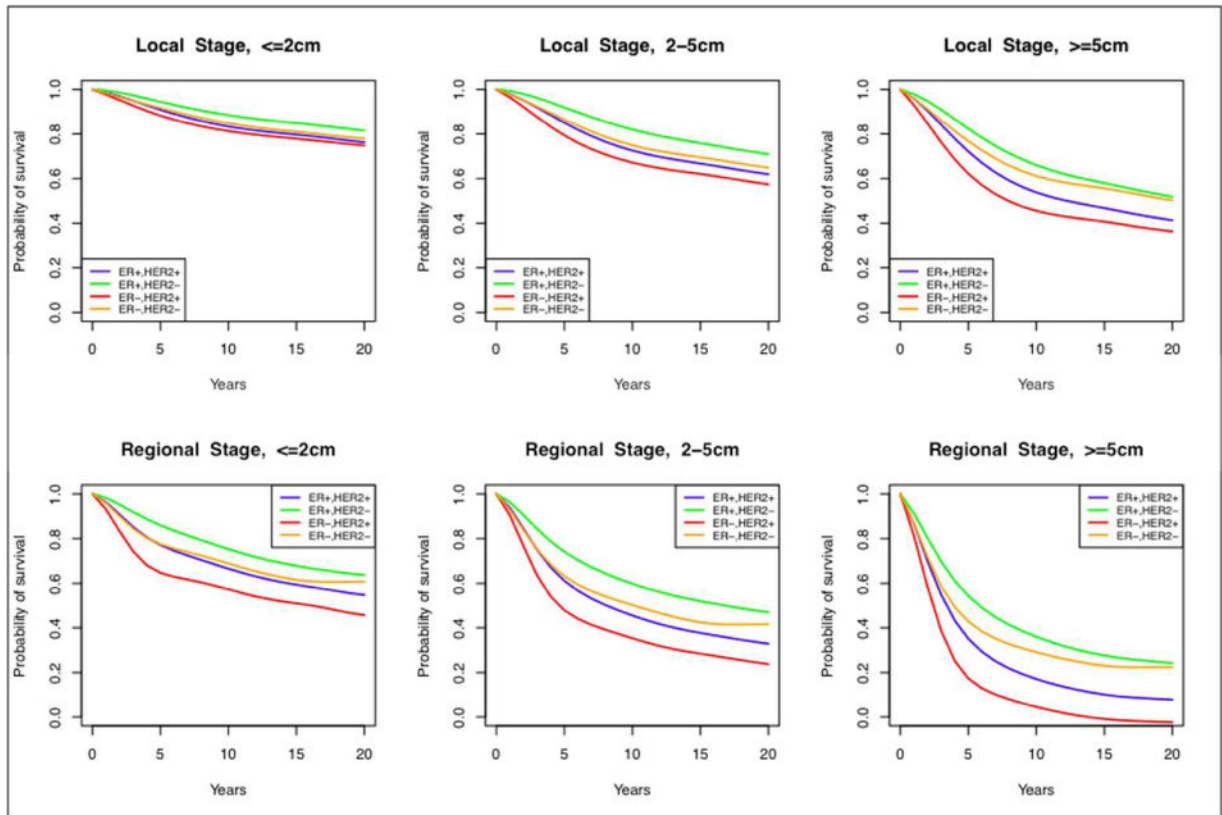 Local Stage, <=2cm
Probability of survival
1.0
0.8
0.6
0.4
0.2
0.0
ER+,HER2+
ER+,HER2-
ER-,HER2+
ER-,HER2-
0 5 10 15 20
Years
Local Stage, 2-5cm
Probability of survival
1.0
0.8
0.6
0.4
0.2
0.0
ER+,HER2+
ER+,HER2-
ER-,HER2+
ER-,HER2-
0 5 10 15 20
Years
Local Stage, >=5cm
Probability of survival
1.0
0.8
0.6
0.4
0.2
0.0
ER+,HER2+
ER+,HER2-
ER-,HER2+
ER-,HER2-
0 5 10 15 20
Years
Regional Stage, <=2cm
Probability of survival
1.0
0.8
0.6
0.4
0.2
0.0
ER+,HER2+
ER+,HER2-
ER-,HER2+
ER-,HER2-
0 5 10 15 20
Years
Regional Stage, 2-5cm
Probability of survival
1.0
0.8
0.6
0.4
0.2
0.0
ER+,HER2+
ER+,HER2-
ER-,HER2+
ER-,HER2-
0 5 10 15 20
Years
Regional Stage, >=5cm
Probability of survival
1.0
0.8
0.6
0.4
0.2
0.0
ER+,HER2+
ER+,HER2-
ER-,HER2+
ER-,HER2-
0 5 10 15 20
Years